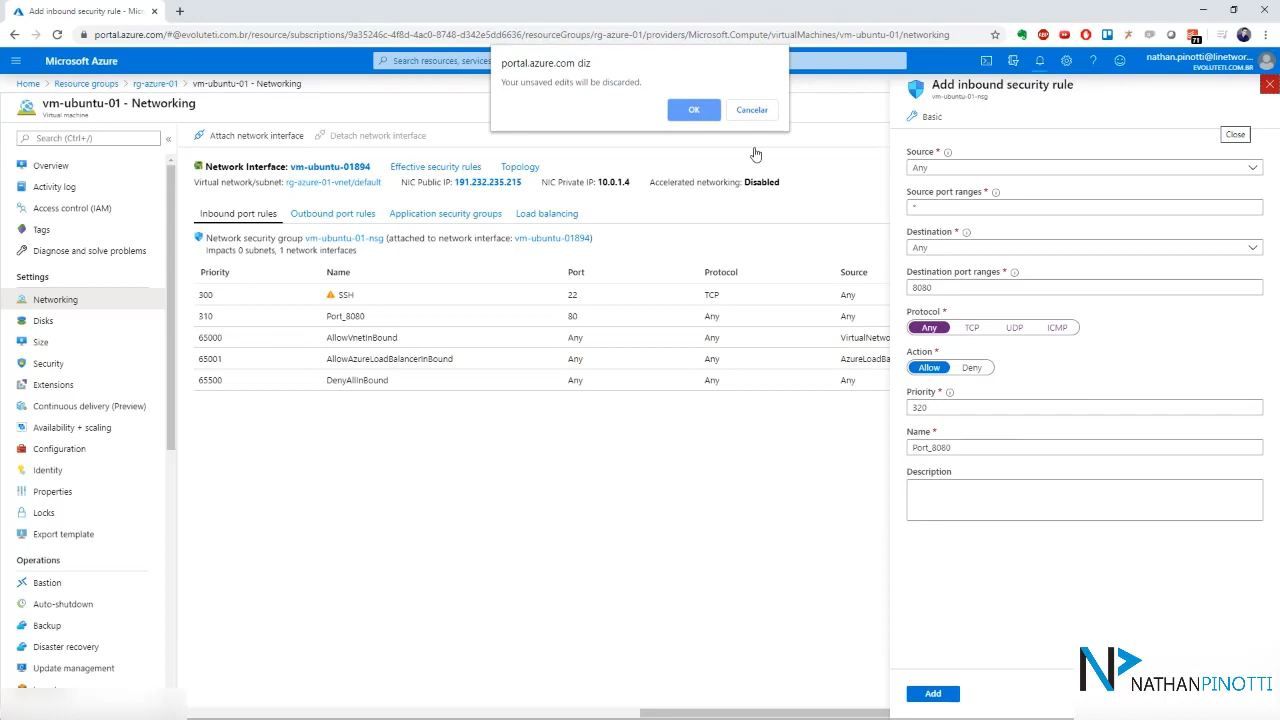 Add inbound security rule
portal.azure.com/#@evoluteti.com.br/resource/subscriptions/9a35246c-4f8d-4ac0-8748-d342e5dd6636/resourceGroups/rg-azure-01/providers/Microsoft.Compute/virtualMachines/vm-ubuntu-01/networking
71
Microsoft Azure
Search resources, services
nathan.pinotti@linetwor...
EVOLUTETI.COM.BR
portal.azure.com diz
Your unsaved edits will be discarded.
OK
Cancelar
Home
Resource groups
rg-azure-01
vm-ubuntu-01 - Networking
vm-ubuntu-01 - Networking
Virtual machine
Search (Ctrl+/)
Overview
Activity log
Access control (IAM)
Tags
Diagnose and solve problems
Settings
Networking
Disks
Size
Security
Extensions
Continuous delivery (Preview)
Availability + scaling
Configuration
Identity
Properties
Locks
Export template
Operations
Bastion
Auto-shutdown
Backup
Disaster recovery
Update management
Attach network interface
Detach network interface
Network Interface: vm-ubuntu-01894 Effective security rules Topology
Virtual network/subnet: rg-azure-01-vnet/default NIC Public IP: 191.232.235.215 NIC Private IP: 10.0.1.4 Accelerated networking: Disabled
Inbound port rules Outbound port rules Application security groups Load balancing
Network security group vm-ubuntu-01-nsg (attached to network interface: vm-ubuntu-01894)
Impacts 0 subnets, 1 network interfaces
Priority Name Port Protocol Source
300 SSH 22 TCP Any
310 Port_8080 80 Any Any
65000 AllowVnetInBound Any Any VirtualNetwo
65001 AllowAzureLoadBalancerInBound Any Any AzureLoadBa
65500 DenyAllInBound Any Any Any
Add inbound security rule
vm-ubuntu-01-nsg
Basic
Close
Source *
Any
Source port ranges *
*
Destination *
Any
Destination port ranges *
8080
Protocol *
Any TCP UDP ICMP
Action *
Allow Deny
Priority *
320
Name *
Port_8080
Description
Add
NATHANPINOTTI